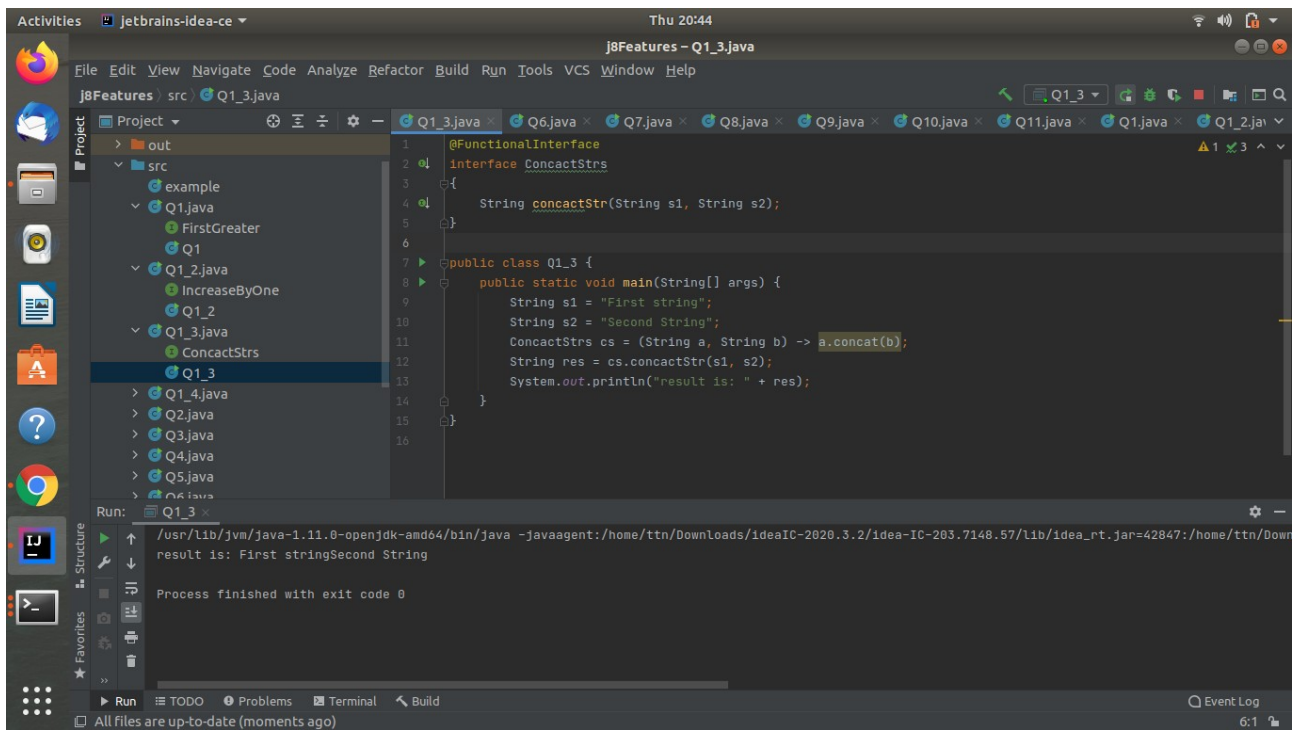 Activities jetbrains-idea-ce Thu 20:44
j8Features – Q1_3.java
File Edit View Navigate Code Analyze Refactor Build Run Tools VCS Window Help
j8Features src Q1_3.java Q1_3
Project Q1_3.java Q6.java Q7.java Q8.java Q9.java Q10.java Q11.java Q1.java Q1_2.jav
Project
out
src
example
Q1.java
FirstGreater
Q1
Q1_2.java
IncreaseByOne
Q1_2
Q1_3.java
ConcactStrs
Q1_3
Q1_4.java
Q2.java
Q3.java
Q4.java
Q5.java
Q6.java
1 @FunctionalInterface
2 interface ConcactStrs
3 {
4 String concactStr(String s1, String s2);
5 }
6
7 public class Q1_3 {
8 public static void main(String[] args) {
9 String s1 = "First string";
10 String s2 = "Second String";
11 ConcactStrs cs = (String a, String b) -> a.concat(b);
12 String res = cs.concactStr(s1, s2);
13 System.out.println("result is: " + res);
14 }
15 }
16
1 3
Run: Q1_3
/usr/lib/jvm/java-1.11.0-openjdk-amd64/bin/java -javaagent:/home/ttn/Downloads/ideaIC-2020.3.2/idea-IC-203.7148.57/lib/idea_rt.jar=42847:/home/ttn/Down
result is: First stringSecond String
Process finished with exit code 0
Structure
Favorites
Run TODO Problems Terminal Build Event Log
All files are up-to-date (moments ago) 6:1